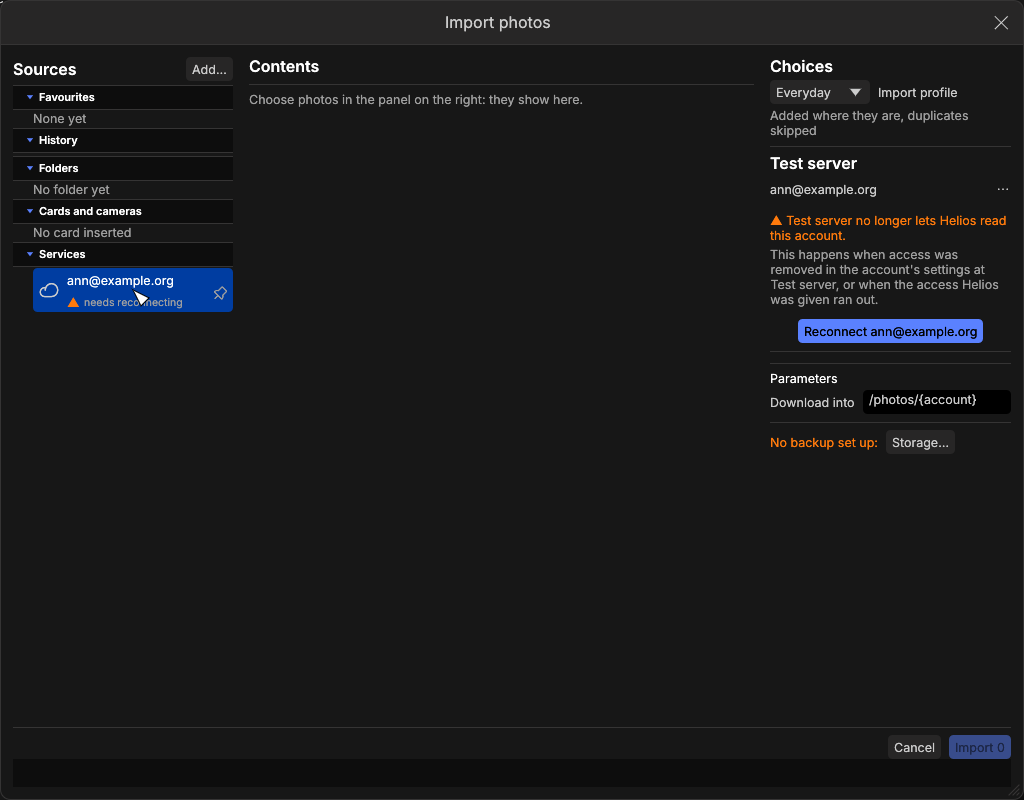 Import photos
Sources
Add...
Favourites
None yet
History
Folders
No folder yet
Cards and cameras
No card inserted
Services
ann@example.org
needs reconnecting
Contents
Choose photos in the panel on the right: they show here.
Choices
Everyday
Import profile
Added where they are, duplicates
skipped
Test server
ann@example.org
...
Test server no longer lets Helios read
this account.
This happens when access was
removed in the account's settings at
Test server, or when the access Helios
was given ran out.
Reconnect ann@example.org
Parameters
Download into
/photos/{account}
No backup set up:
Storage...
Cancel
Import 0